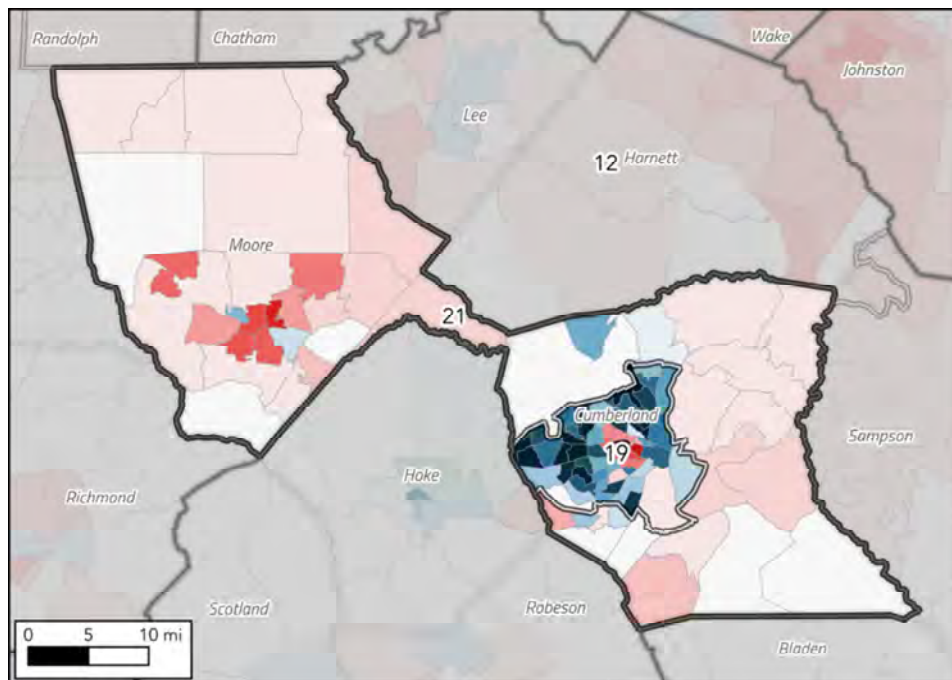 Randolph
Chatham
Wake
Johnston
Lee
12
Harnett
Moore
21
Cumberland
19
Sampson
Hoke
Richmond
Scotland
Robeson
Bladen
0 5 10 mi